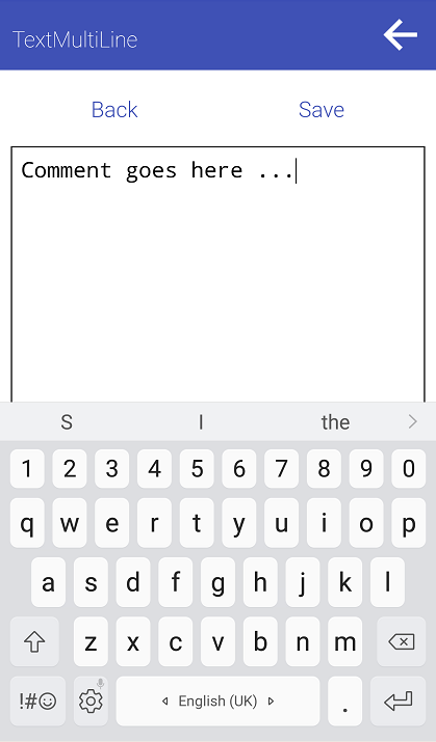 TextMultiLine
Back Save
Comment goes here ...
S I the
1 2 3 4 5 6 7 8 9 0
q w e r t y u i o p
a s d f g h j k l
z x c v b n m
!#☺ English (UK) .